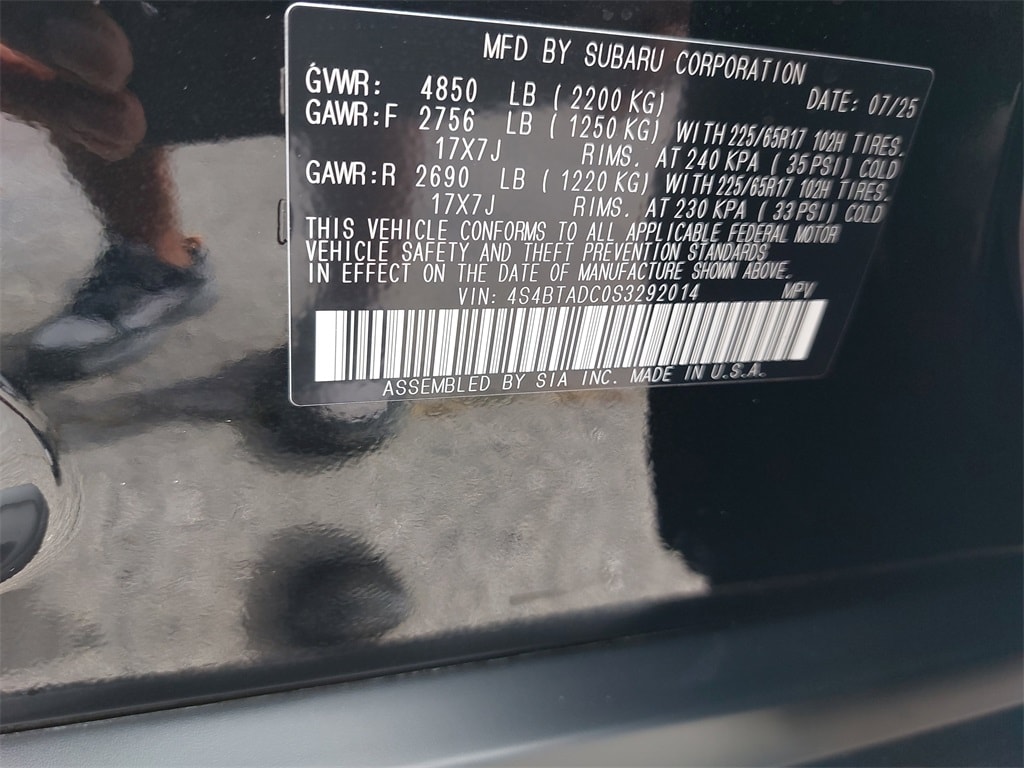 MFD BY SUBARU CORPORATION
GVWR: 4850 LB (2200 KG) DATE: 07/25
GAWR:F 2756 LB (1250 KG) WITH 225/65R17 102H TIRES.
17X7J RIMS. AT 240 KPA (35 PSI) COLD
GAWR:R 2690 LB (1220 KG) WITH 225/65R17 102H TIRES.
17X7J RIMS. AT 230 KPA (33 PSI) COLD
THIS VEHICLE CONFORMS TO ALL APPLICABLE FEDERAL MOTOR
VEHICLE SAFETY AND THEFT PREVENTION STANDARDS
IN EFFECT ON THE DATE OF MANUFACTURE SHOWN ABOVE.
VIN: 4S4BTADC0S3292014 MPV
ASSEMBLED BY SIA INC. MADE IN U.S.A.